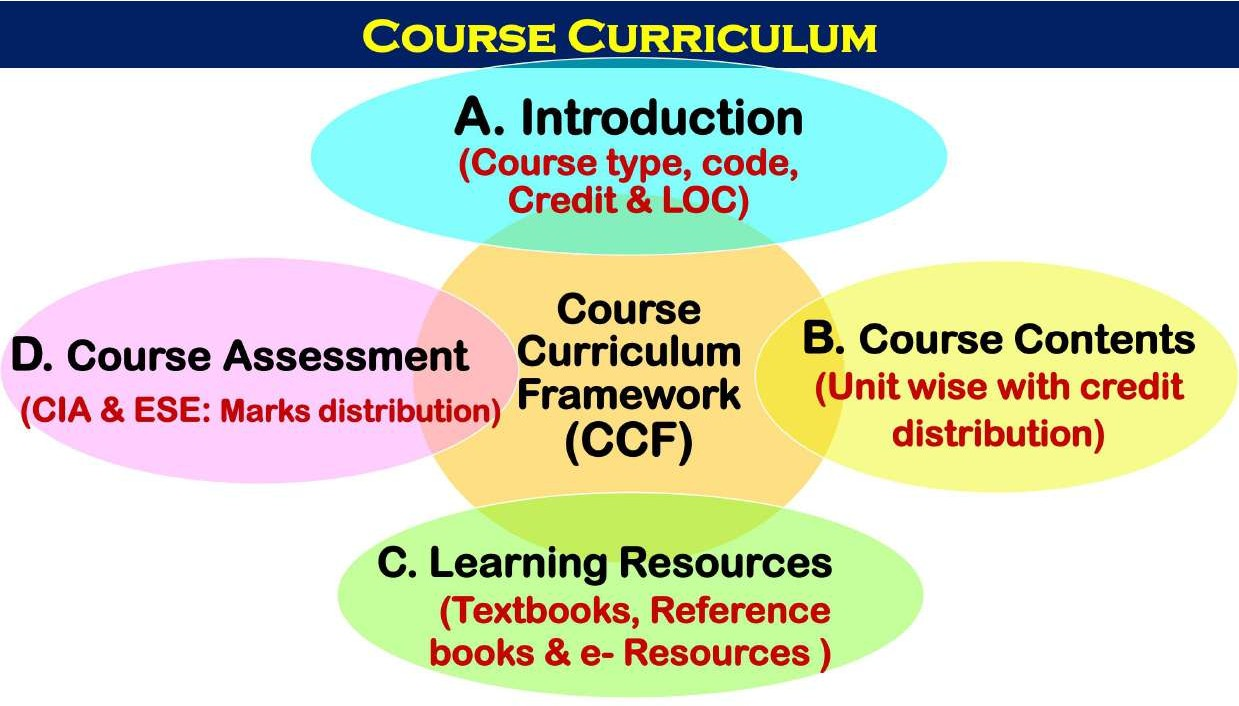 COURSE CURRICULUM
A. Introduction
(Course type, code,
Credit & LOC)
D. Course Assessment
(CIA & ESE: Marks distribution)
Course
Curriculum
Framework
(CCF)
B. Course Contents
(Unit wise with credit
distribution)
C. Learning Resources
(Textbooks, Reference
books & e- Resources )